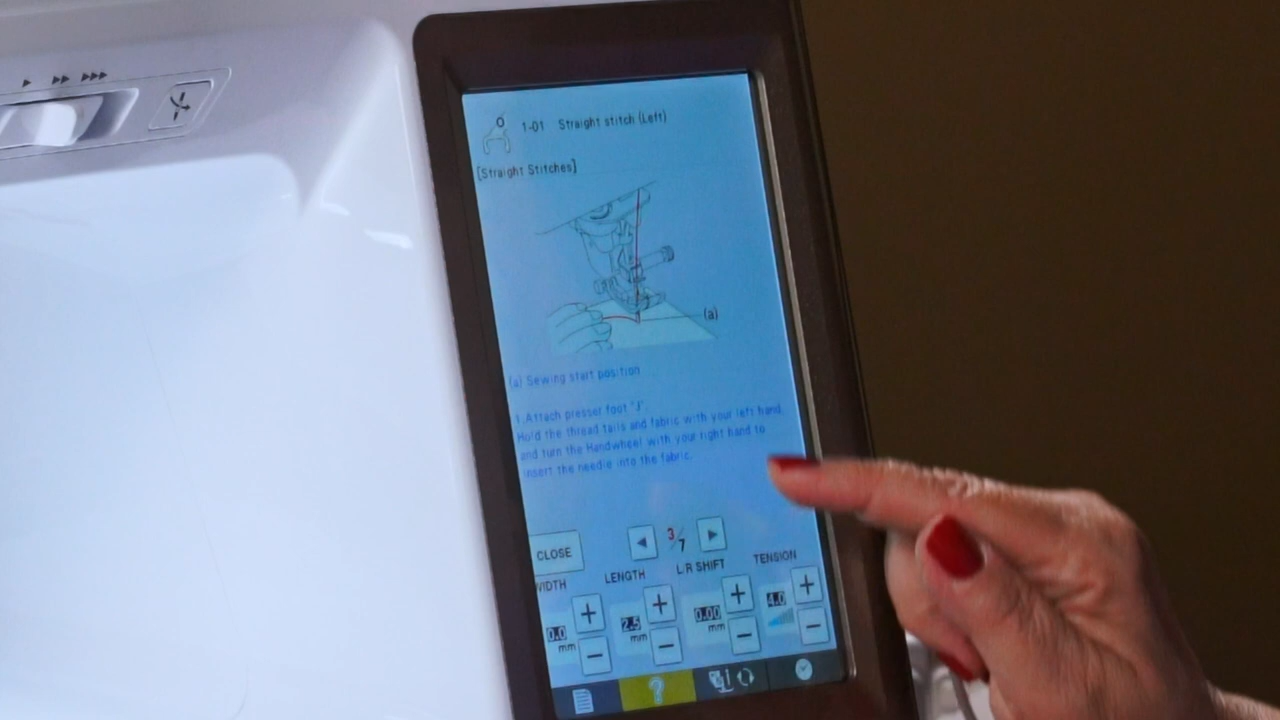 1-01 Straight stitch (Left)
[Straight Stitches]
(a)
(a) Sewing start position
1.Attach presser foot "J".
Hold the thread tails and fabric with your left hand,
and turn the Handwheel with your right hand to
insert the needle into the fabric.
CLOSE
3/7
WIDTH LENGTH L/R SHIFT TENSION
0.0 mm 2.5 mm 0.00 mm 4.0